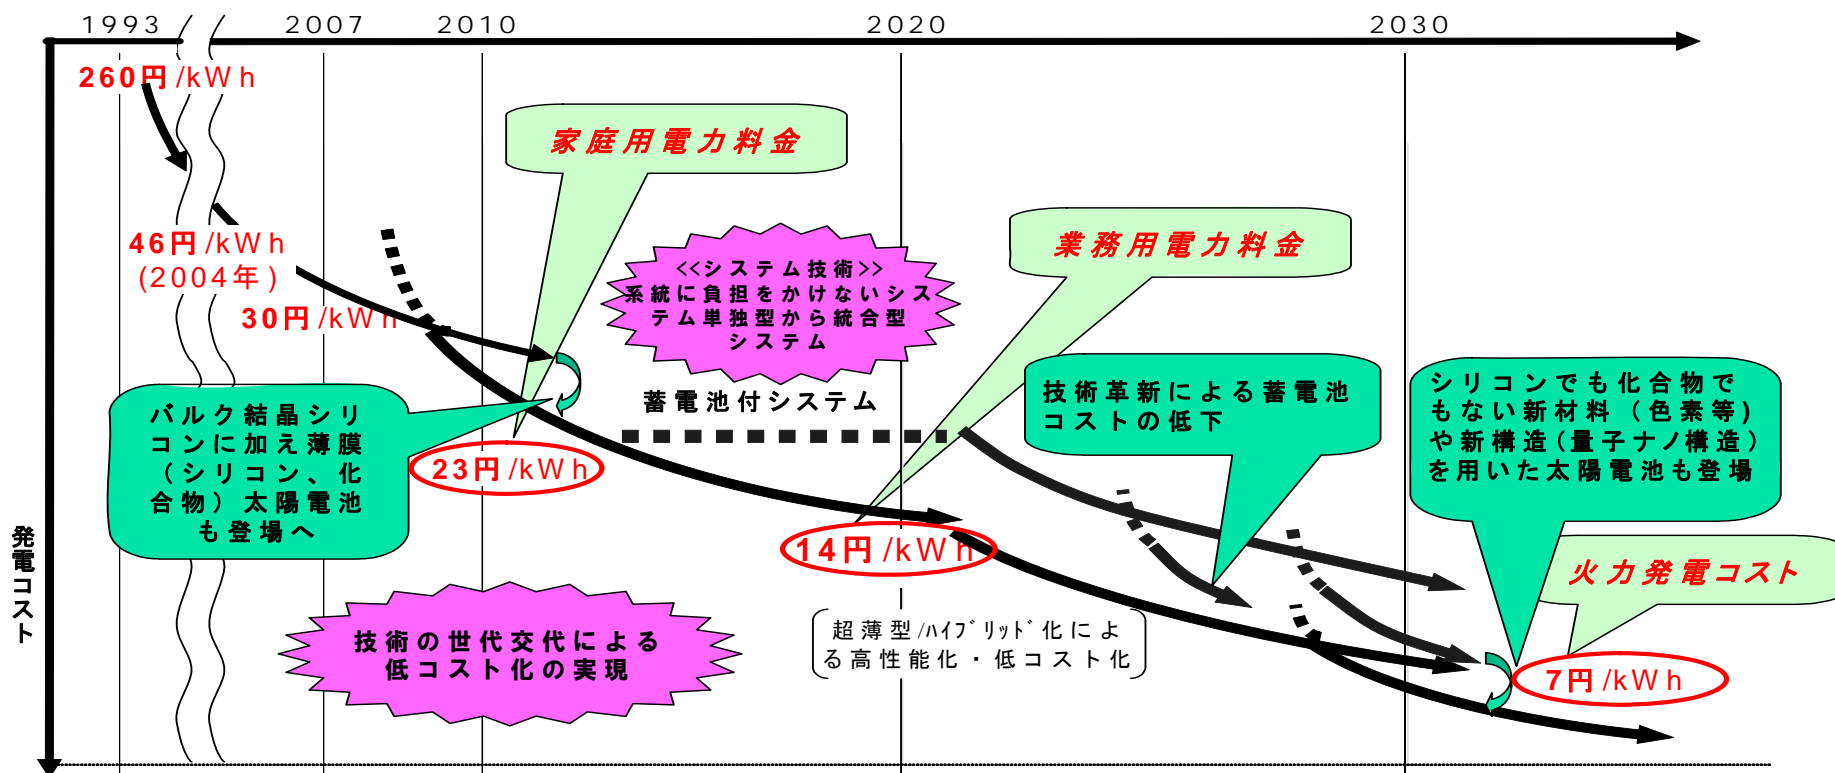 1993
2007
2010
2020
2030
260円/kWh
46円/kWh
(2004年)
30円/kWh
家庭用電力料金
業務用電力料金
<<システム技術>>
系統に負担をかけないシス
テム単独型から統合型
システム
蓄電池付システム
技術革新による蓄電池
コストの低下
シリコンでも化合物で
もない新材料（色素等）
や新構造（量子ナノ構造）
を用いた太陽電池も登場
バルク結晶シリ
コンに加え薄膜
（シリコン、化
合物）太陽電池
も登場へ
23円/kWh
14円/kWh
火力発電コスト
発電コスト
技術の世代交代による
低コスト化の実現
超薄型/ﾊｲﾌﾞﾘｯﾄﾞ化によ
る高性能化・低コスト化
7円/kWh